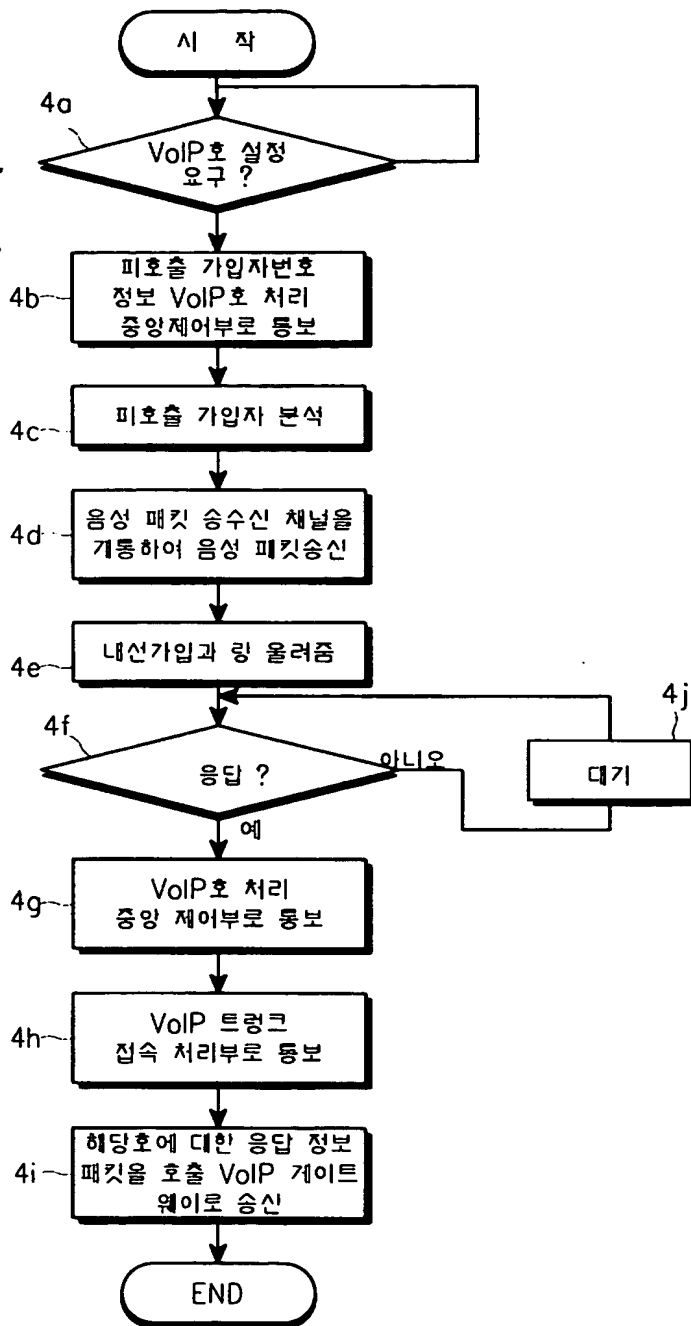 시 작
4a
VoIP호 설정
요구 ?
4b
피호출 가입자번호
정보 VoIP호 처리
중앙제어부로 통보
4c
피호출 가입자 분석
4d
음성 패킷 송수신 채널을
개통하여 음성 패킷송신
4e
내선가입과 링 울려줌
4f
응답 ?
아니오
4j
대기
예
4g
VoIP호 처리
중앙 제어부로 통보
4h
VoIP 트렁크
접속 처리부로 통보
4i
해당호에 대한 응답 정보
패킷을 호출 VoIP 게이트
웨이로 송신
END